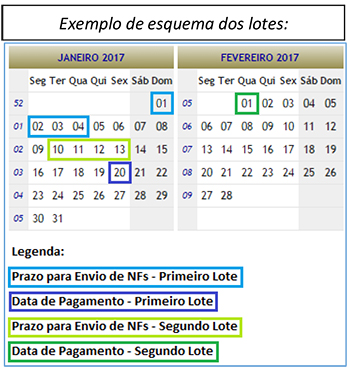 Exemplo de esquema dos lotes:
JANEIRO 2017 FEVEREIRO 2017
Seg Ter Qua Qui Sex Sáb Dom Seg Ter Qua Qui Sex Sáb Dom
52 01 05 01 02 03 04 05
01 02 03 04 05 06 07 08 06 06 07 08 09 10 11 12
02 09 10 11 12 13 14 15 07 13 14 15 16 17 18 19
03 16 17 18 19 20 21 22 08 20 21 22 23 24 25 26
04 23 24 25 26 27 28 29 09 27 28
05 30 31
Legenda:
Prazo para Envio de NFs - Primeiro Lote
Data de Pagamento - Primeiro Lote
Prazo para Envio de NFs - Segundo Lote
Data de Pagamento - Segundo Lote